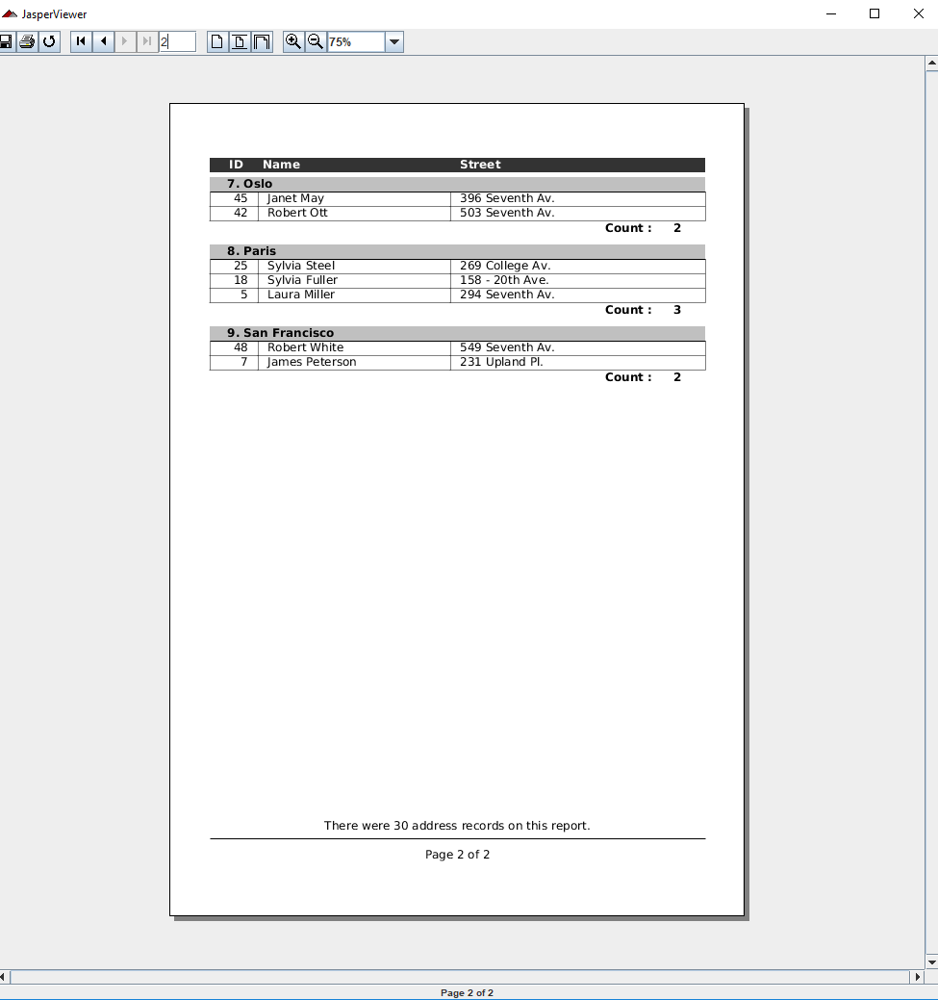 JasperViewer
2
75%
ID Name Street
7. Oslo
45 Janet May 396 Seventh Av.
42 Robert Ott 503 Seventh Av.
Count : 2
8. Paris
25 Sylvia Steel 269 College Av.
18 Sylvia Fuller 158 - 20th Ave.
5 Laura Miller 294 Seventh Av.
Count : 3
9. San Francisco
48 Robert White 549 Seventh Av.
7 James Peterson 231 Upland Pl.
Count : 2
There were 30 address records on this report.
Page 2 of 2
Page 2 of 2